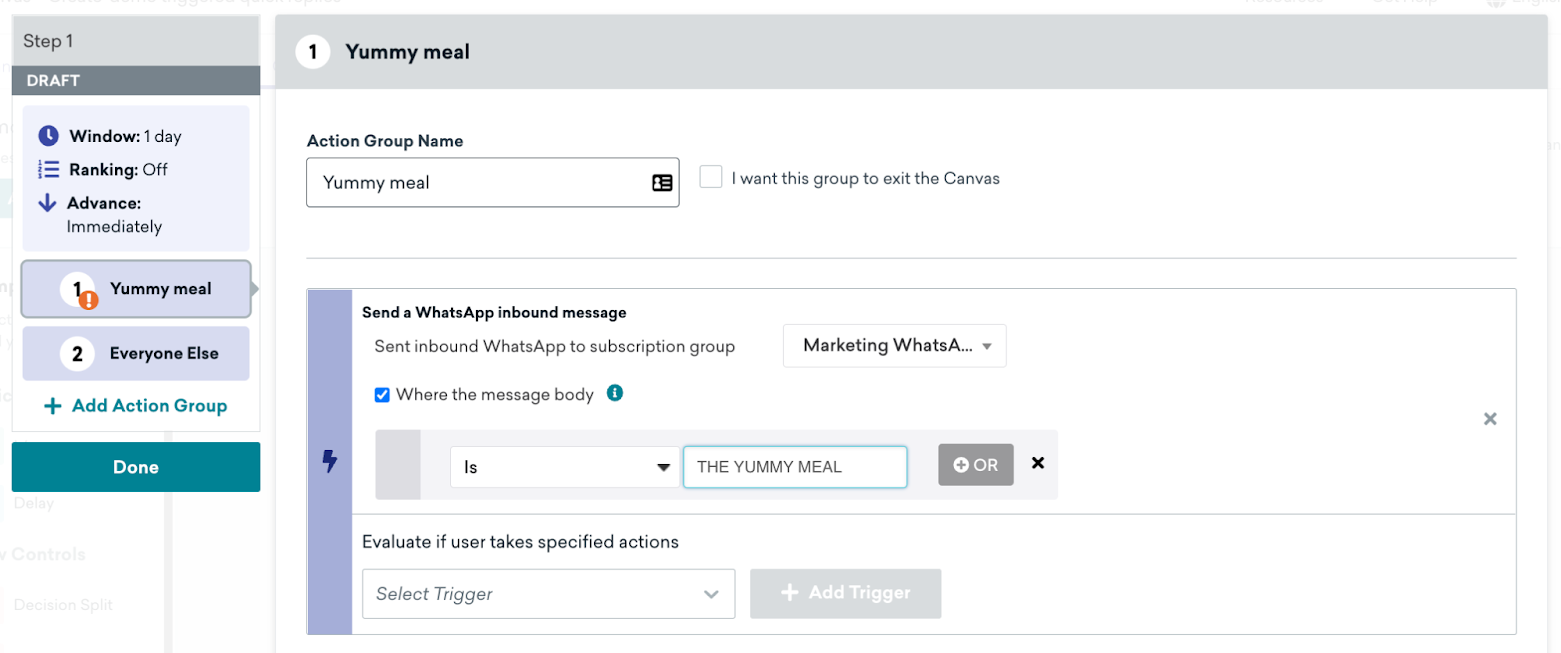 Step 1
DRAFT
Window: 1 day
Ranking: Off
Advance:
Immediately
1 Yummy meal
2 Everyone Else
+ Add Action Group
Done
Delay
Controls
Decision Split
1 Yummy meal
Action Group Name
Yummy meal
I want this group to exit the Canvas
Send a WhatsApp inbound message
Sent inbound WhatsApp to subscription group
Marketing WhatsA...
Where the message body
Is
THE YUMMY MEAL
OR
Evaluate if user takes specified actions
Select Trigger
+ Add Trigger